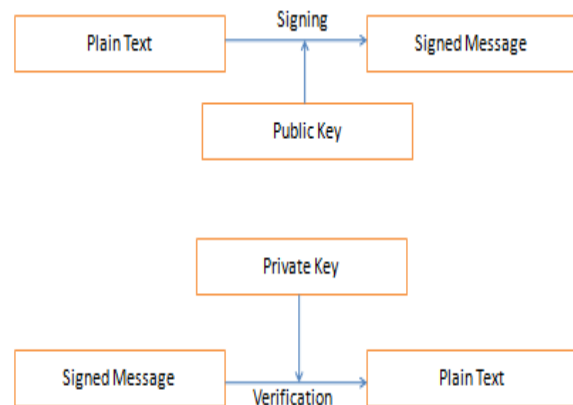 Signing
Plain Text
Signed Message
Public Key
Private Key
Signed Message
Plain Text
Verification